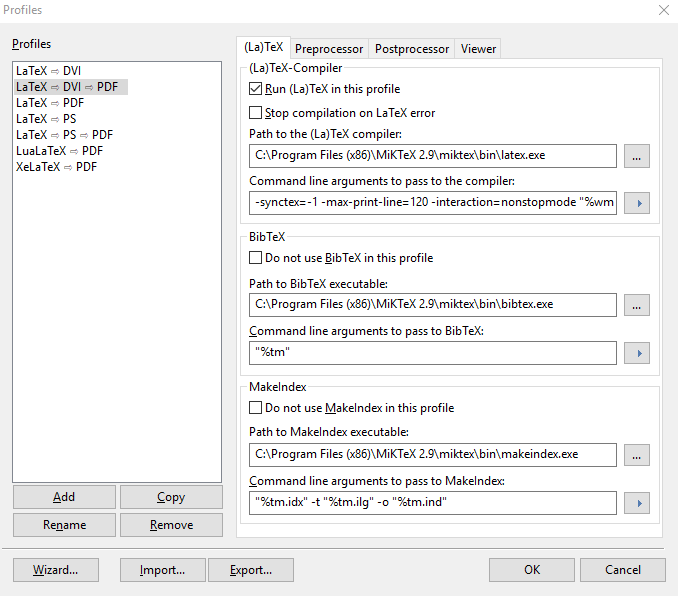 Profiles
Profiles
LaTeX ⇨ DVI
LaTeX ⇨ DVI ⇨ PDF
LaTeX ⇨ PDF
LaTeX ⇨ PS
LaTeX ⇨ PS ⇨ PDF
LuaLaTeX ⇨ PDF
XeLaTeX ⇨ PDF
Add
Copy
Rename
Remove
(La)TeX
Preprocessor
Postprocessor
Viewer
(La)TeX-Compiler
Run (La)TeX in this profile
Stop compilation on LaTeX error
Path to the (La)TeX compiler:
C:\Program Files (x86)\MiKTeX 2.9\miktex\bin\latex.exe
...
Command line arguments to pass to the compiler:
-synctex=-1 -max-print-line=120 -interaction=nonstopmode "%wm
BibTeX
Do not use BibTeX in this profile
Path to BibTeX executable:
C:\Program Files (x86)\MiKTeX 2.9\miktex\bin\bibtex.exe
...
Command line arguments to pass to BibTeX:
"%tm"
MakeIndex
Do not use MakeIndex in this profile
Path to MakeIndex executable:
C:\Program Files (x86)\MiKTeX 2.9\miktex\bin\makeindex.exe
...
Command line arguments to pass to MakeIndex:
"%tm.idx" -t "%tm.ilg" -o "%tm.ind"
Wizard...
Import...
Export...
OK
Cancel